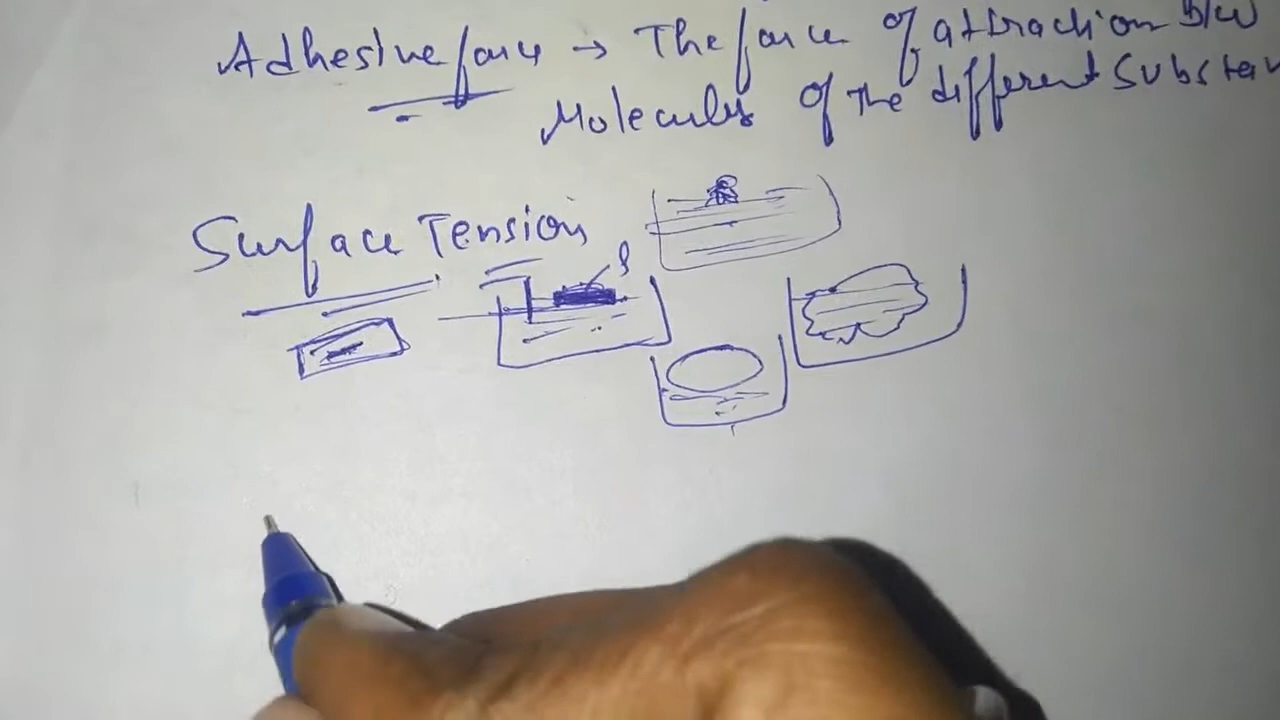 Adhesive force → The force of attraction b/w
Molecules of the different Substan
Surface Tension